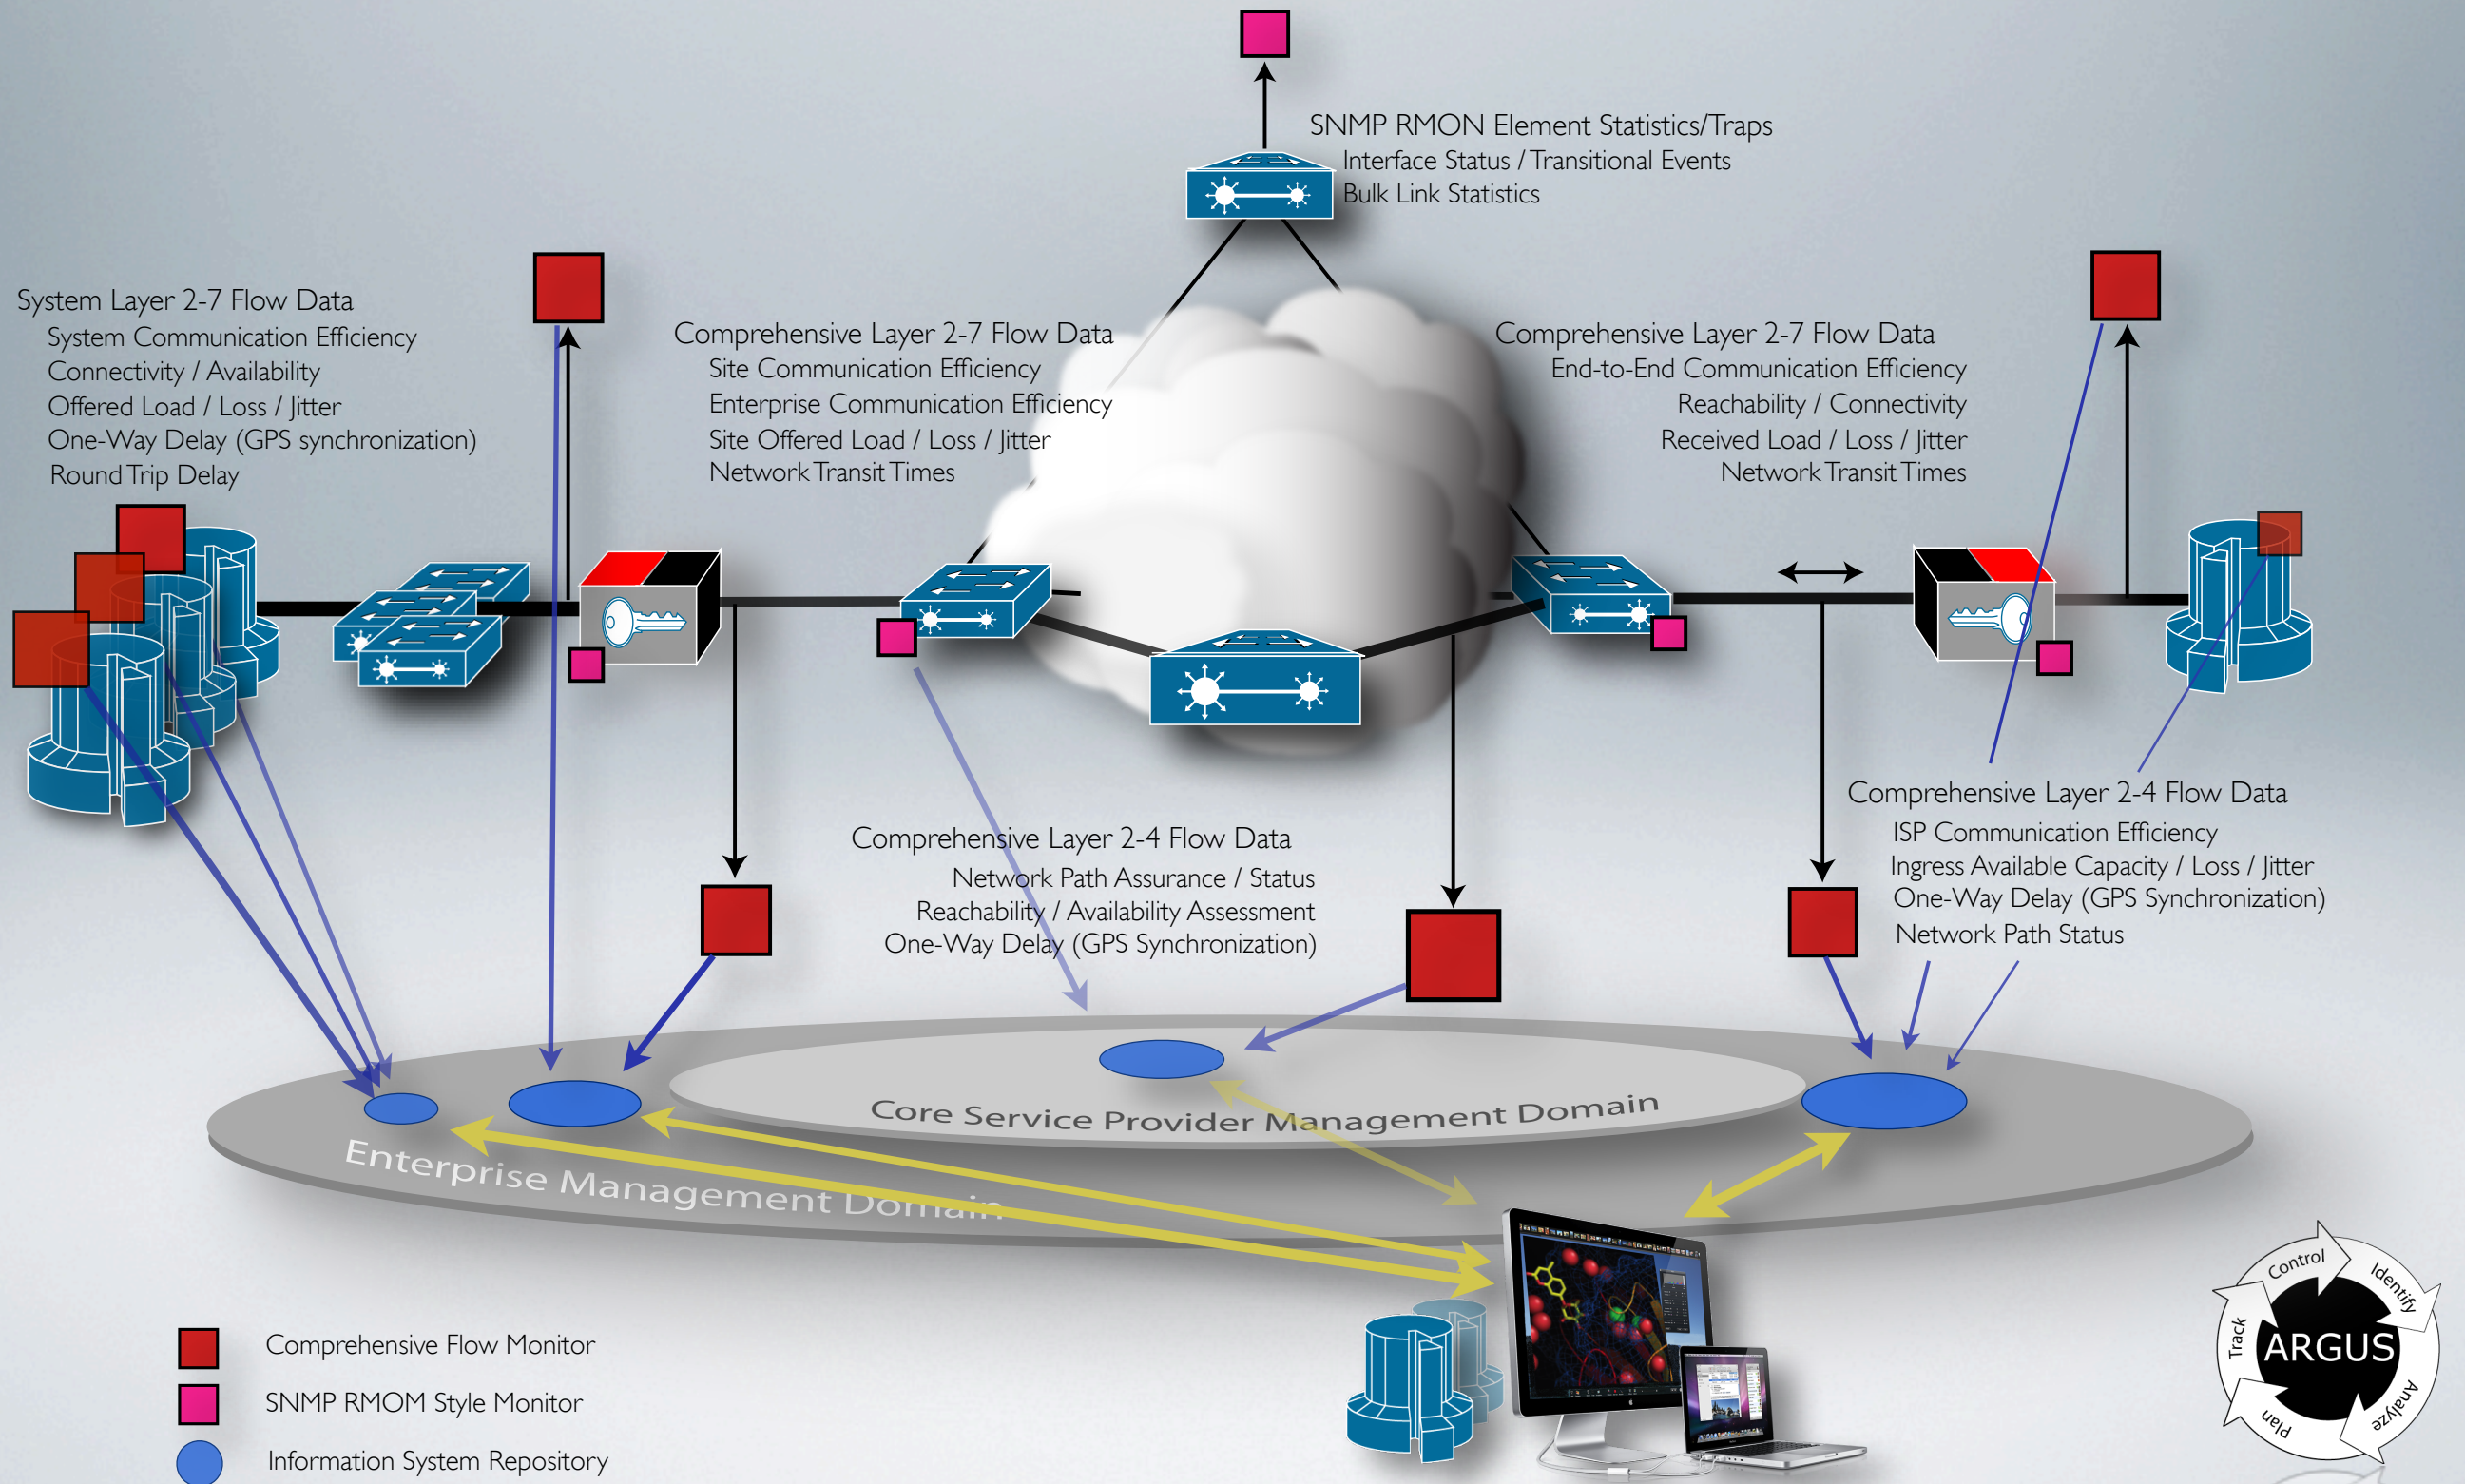 SNMP RMON Element Statistics/Traps
Interface Status / Transitional Events
Bulk Link Statistics
System Layer 2-7 Flow Data
System Communication Efficiency
Connectivity / Availability
Offered Load / Loss / Jitter
One-Way Delay (GPS synchronization)
Round Trip Delay
Comprehensive Layer 2-7 Flow Data
Site Communication Efficiency
Enterprise Communication Efficiency
Site Offered Load / Loss / Jitter
Network Transit Times
Comprehensive Layer 2-7 Flow Data
End-to-End Communication Efficiency
Reachability / Connectivity
Received Load / Loss / Jitter
Network Transit Times
Comprehensive Layer 2-4 Flow Data
Network Path Assurance / Status
Reachability / Availability Assessment
One-Way Delay (GPS Synchronization)
Comprehensive Layer 2-4 Flow Data
ISP Communication Efficiency
Ingress Available Capacity / Loss / Jitter
One-Way Delay (GPS Synchronization)
Network Path Status
Core Service Provider Management Domain
Enterprise Management Domain
Comprehensive Flow Monitor
SNMP RMOM Style Monitor
Information System Repository
Control
Identify
Analyze
Plan
Track
ARGUS